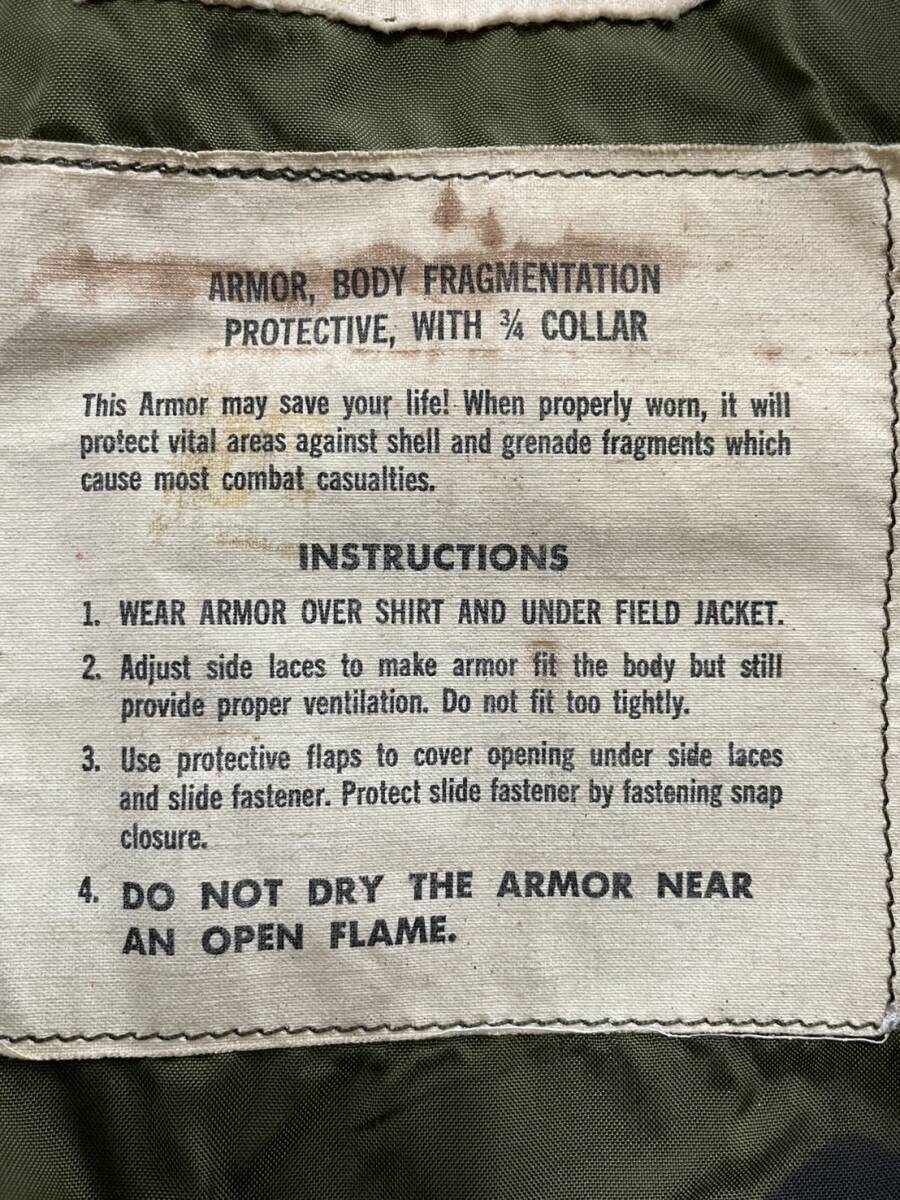 ARMOR, BODY FRAGMENTATION
PROTECTIVE, WITH ¾ COLLAR
This Armor may save your life! When properly worn, it will
protect vital areas against shell and grenade fragments which
cause most combat casualties.
INSTRUCTIONS
1. WEAR ARMOR OVER SHIRT AND UNDER FIELD JACKET.
2. Adjust side laces to make armor fit the body but still
provide proper ventilation. Do not fit too tightly.
3. Use protective flaps to cover opening under side laces
and slide fastener. Protect slide fastener by fastening snap
closure.
4. DO NOT DRY THE ARMOR NEAR
AN OPEN FLAME.